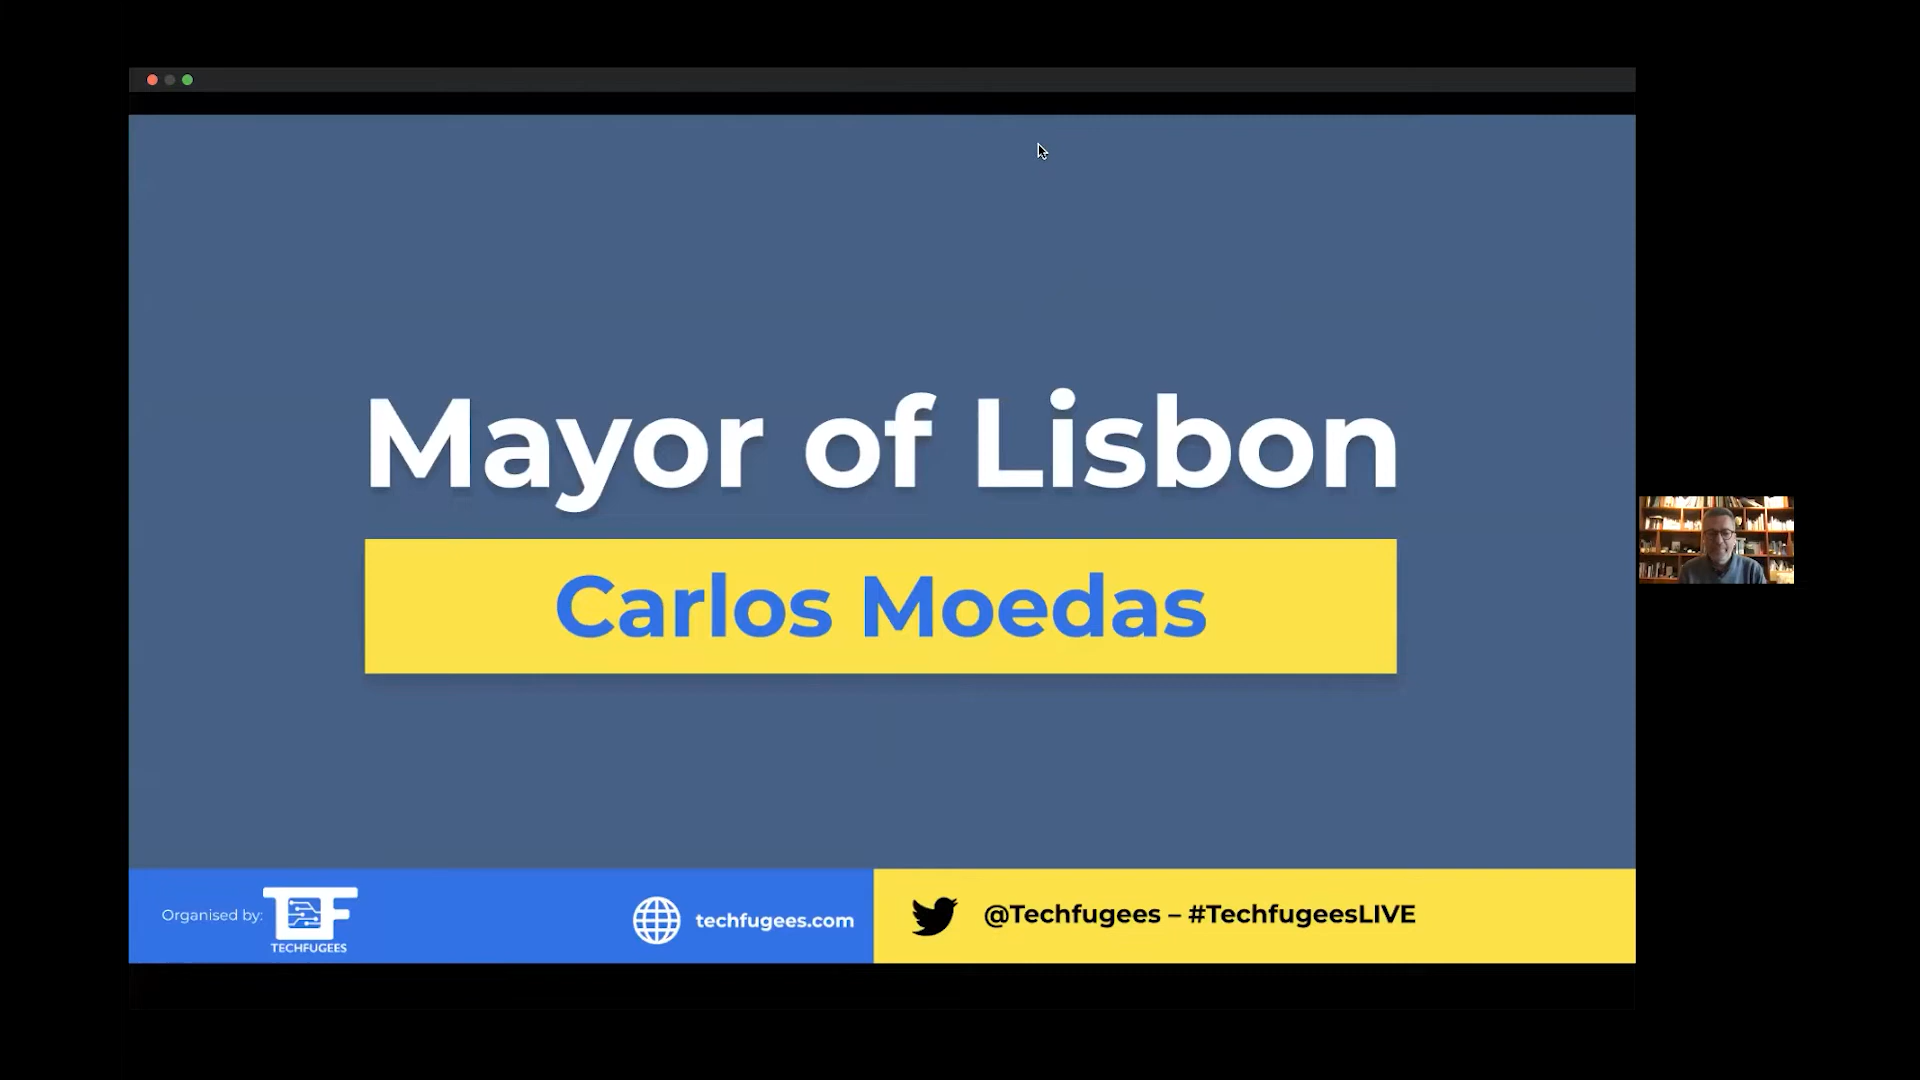 Mayor of Lisbon
Carlos Moedas
Organised by:
TECHFUGEES
techfugees.com
@Techfugees – #TechfugeesLIVE